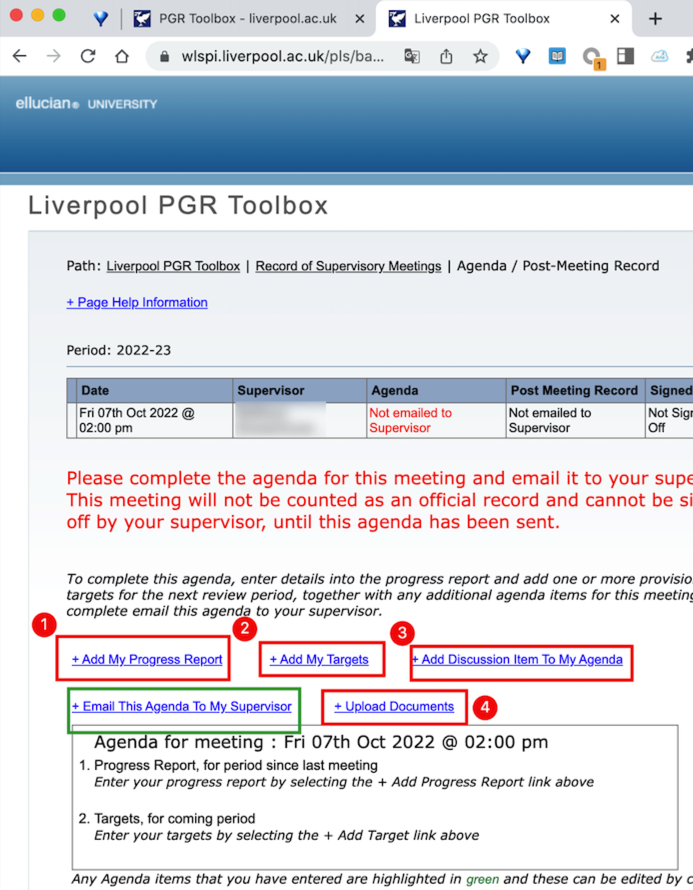 PGR Toolbox - liverpool.ac.uk
Liverpool PGR Toolbox
wlspi.liverpool.ac.uk/pls/ba...
1
ellucian UNIVERSITY
Liverpool PGR Toolbox
Path: Liverpool PGR Toolbox | Record of Supervisory Meetings | Agenda / Post-Meeting Record
+ Page Help Information
Period: 2022-23
Date Supervisor Agenda Post Meeting Record Signed
Fri 07th Oct 2022 @ Not emailed to Not emailed to Not Sign
02:00 pm Supervisor Supervisor Off
Please complete the agenda for this meeting and email it to your supe
This meeting will not be counted as an official record and cannot be si
off by your supervisor, until this agenda has been sent.
To complete this agenda, enter details into the progress report and add one or more provisio
targets for the next review period, together with any additional agenda items for this meeting
complete email this agenda to your supervisor.
1 2 3
+ Add My Progress Report + Add My Targets + Add Discussion Item To My Agenda
+ Email This Agenda To My Supervisor + Upload Documents 4
Agenda for meeting : Fri 07th Oct 2022 @ 02:00 pm
1. Progress Report, for period since last meeting
Enter your progress report by selecting the + Add Progress Report link above
2. Targets, for coming period
Enter your targets by selecting the + Add Target link above
Any Agenda items that you have entered are highlighted in green and these can be edited by c